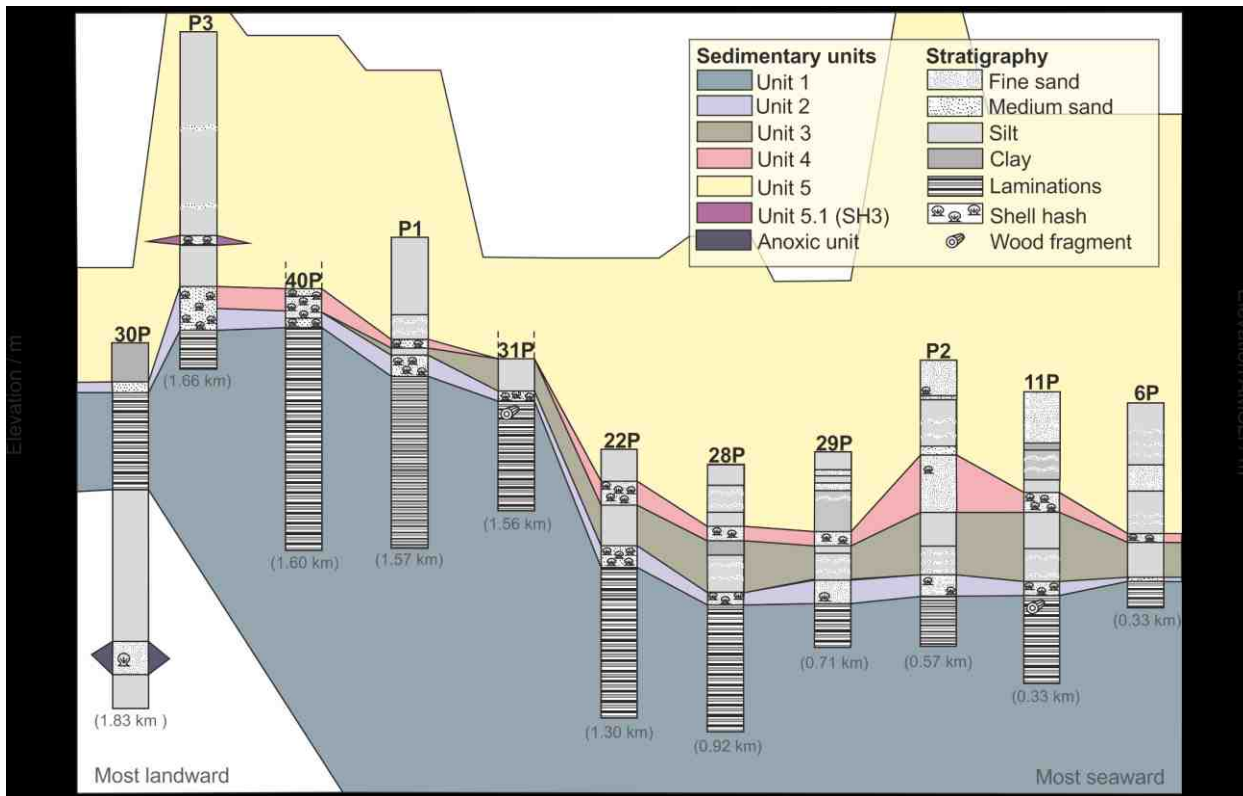 P3
Sedimentary units
Stratigraphy
Unit 1
Fine sand
Unit 2
Medium sand
Unit 3
Silt
Unit 4
Clay
Unit 5
Laminations
Unit 5.1 (SH3)
Shell hash
Anoxic unit
Wood fragment
P1
40P
30P
31P
P2
11P
6P
22P
28P
29P
Elevation / m
(1.66 km)
(1.60 km)
(1.57 km)
(1.56 km)
(1.83 km )
(1.30 km)
(0.92 km)
(0.71 km)
(0.57 km)
(0.33 km)
(0.33 km)
Most landward
Most seaward